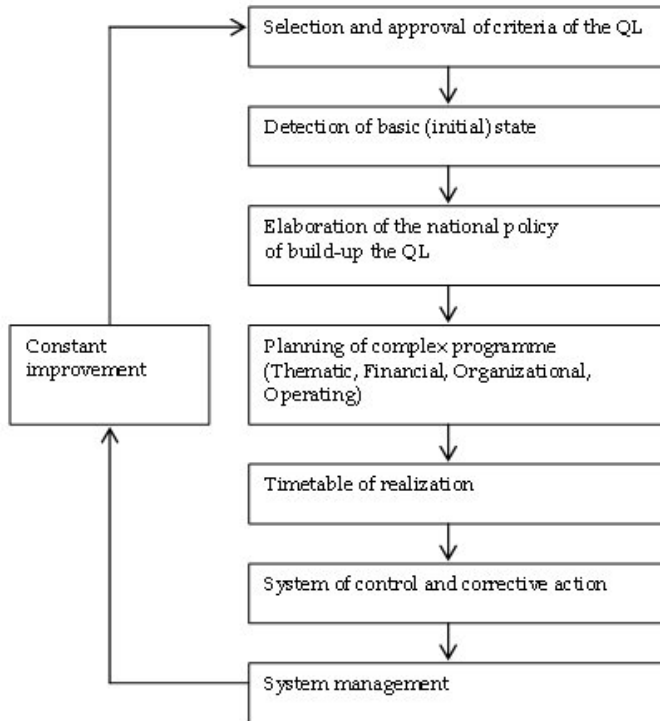 Selection and approval of criteria of the QL
Detection of basic (initial) state
Elaboration of the national policy
of build-up the QL
Constant
improvement
Planning of complex programme
(Thematic, Financial, Organizational,
Operating)
Timetable of realization
System of control and corrective action
System management